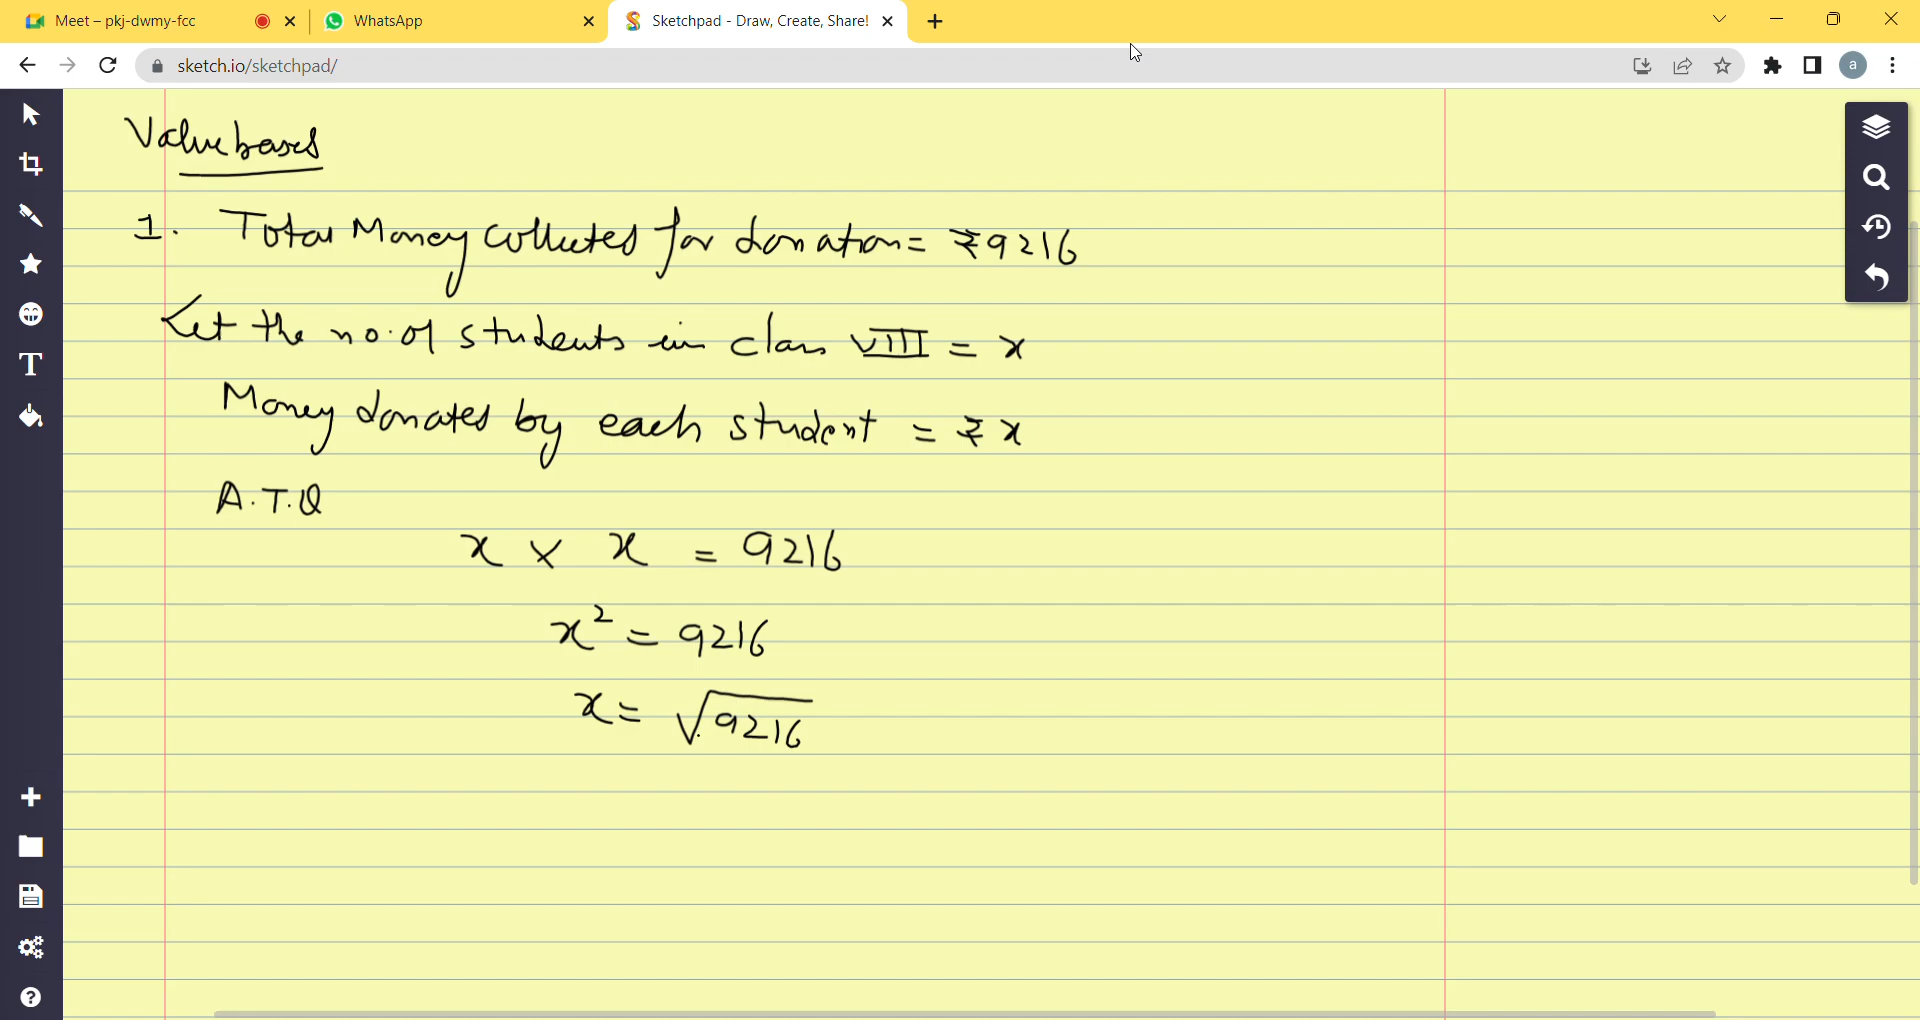 Meet – pkj-dwmy-fcc
WhatsApp
Sketchpad - Draw, Create, Share!
sketch.io/sketchpad/
a
T
Value based
1. Total Money collected for donation = ₹9216
Let the no. of students in class VIII = x
Money donated by each student = ₹ x
A.T.Q
x × x = 9216
x² = 9216
x = √9216